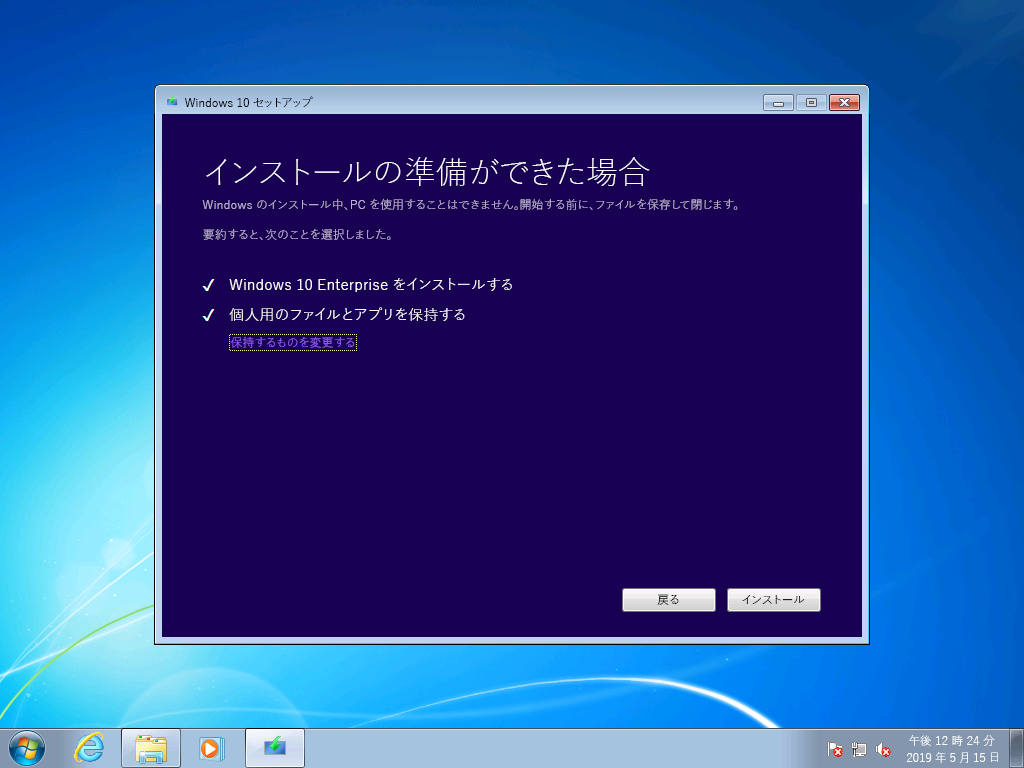 Windows 10 セットアップ
インストールの準備ができた場合
Windows のインストール中、PC を使用することはできません。開始する前に、ファイルを保存して閉じます。
要約すると、次のことを選択しました。
✓ Windows 10 Enterprise をインストールする
✓ 個人用のファイルとアプリを保持する
保持するものを変更する
戻る
インストール
午後 12 時 24 分
2019 年 5 月 15 日